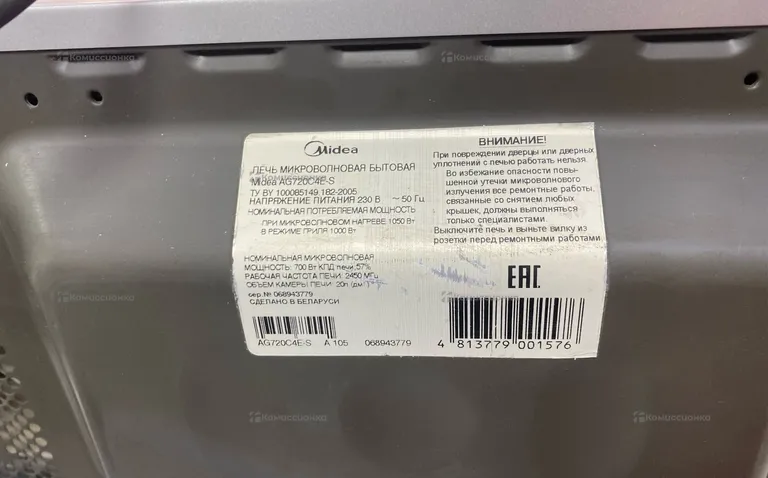 Комиссионка
Комиссионка
Midea
ПЕЧЬ МИКРОВОЛНОВАЯ БЫТОВАЯ
Midea AG720C4E-S
ТУ BY 100085149.182-2005
НАПРЯЖЕНИЕ ПИТАНИЯ 230 В ~ 50 Гц
НОМИНАЛЬНАЯ ПОТРЕБЛЯЕМАЯ МОЩНОСТЬ
ПРИ МИКРОВОЛНОВОМ НАГРЕВЕ 1050 Вт
В РЕЖИМЕ ГРИЛЯ 1000 Вт
НОМИНАЛЬНАЯ МИКРОВОЛНОВАЯ
МОЩНОСТЬ: 700 Вт КПД печи:57%
РАБОЧАЯ ЧАСТОТА ПЕЧИ: 2450 МГц
ОБЪЕМ КАМЕРЫ ПЕЧИ: 20л (дм
сер.№ 068943779
СДЕЛАНО В БЕЛАРУСИ
AG720C4E-S A 105 068943779
ВНИМАНИЕ!
При повреждении дверцы или дверных
уплотнений с печью работать нельзя.
Во избежание опасности повы-
шенной утечки микроволнового
излучения все ремонтные работы,
связанные со снятием любых
крышек, должны выполняться
только специалистами.
Выключите печь и выньте вилку из
розетки перед ремонтными работами
EAC
4 813779 001576
Комиссионка
Комиссионка